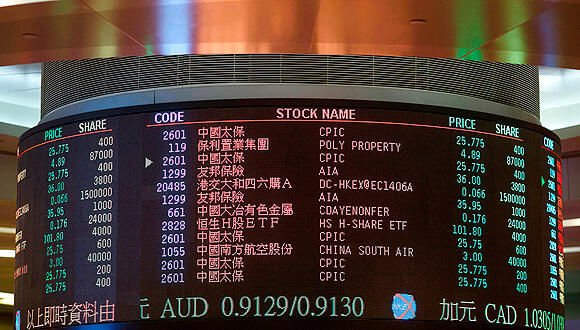 PRICE SHARE CODE STOCK NAME PRICE SHARE CODE
25.775 400 2601 中國太保 CPIC 25.775 400
4.89 87000 119 保利置業集團 POLY PROPERTY 4.89 87000
25.775 400 2601 中國太保 CPIC 25.775 400
36.00 3800 1299 友邦保險 AIA 36.00 3800
0.066 1500000 20485 港交大和四六購A DC-HKEX@EC1406A 0.066 1500000
35.95 1000 1299 友邦保險 AIA 35.95 1000
0.176 24000 661 中國大冶有色金屬 CDAYENONFER 0.176 24000
101.80 4000 2828 恒生H股ETF HS H-SHARE ETF 101.80 4000
25.775 600 2601 中國太保 CPIC 25.775 600
3.00 40000 1055 中國南方航空股份 CHINA SOUTH AIR 3.00 40000
25.775 200 2601 中國太保 CPIC 25.775 200
25.775 400 2601 中國太保 CPIC 25.775 400
以上即時資料由 元 AUD 0.9129/0.9130 加元 CAD